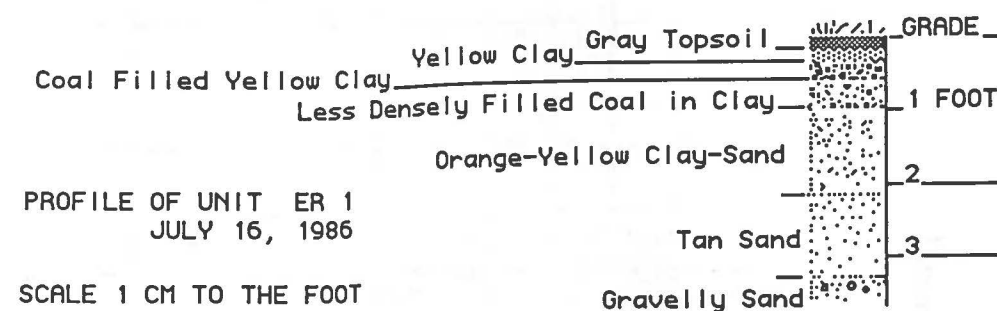 GRADE
Gray Topsoil
Yellow Clay
Coal Filled Yellow Clay
Less Densely Filled Coal in Clay
1 FOOT
Orange-Yellow Clay-Sand
2
PROFILE OF UNIT ER 1
JULY 16, 1986
Tan Sand
3
SCALE 1 CM TO THE FOOT
Gravelly Sand